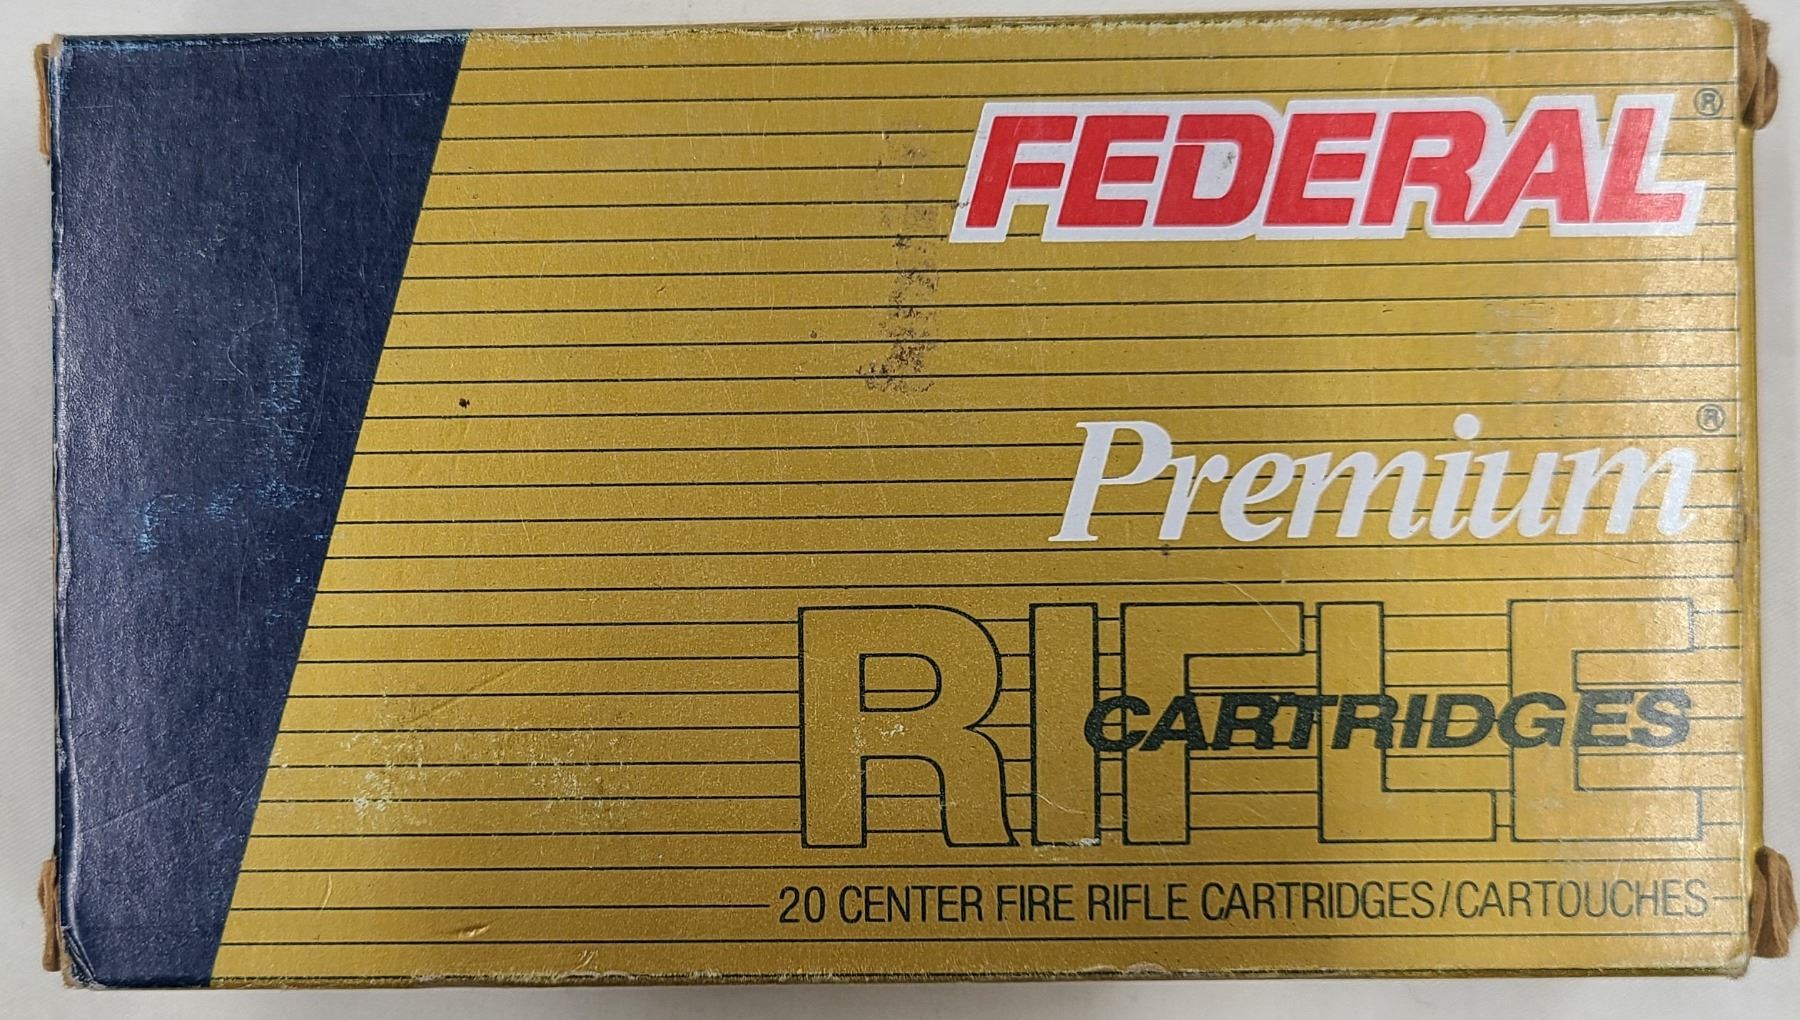 FEDERAL®
Premium®
RIFLE
CARTRIDGES
20 CENTER FIRE RIFLE CARTRIDGES/CARTOUCHES